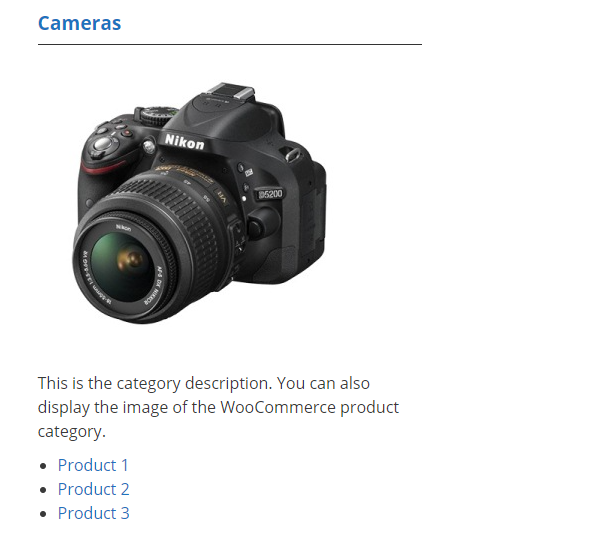 Cameras
Nikon
D5200
Nikon
This is the category description. You can also
display the image of the WooCommerce product
category.
Product 1
Product 2
Product 3